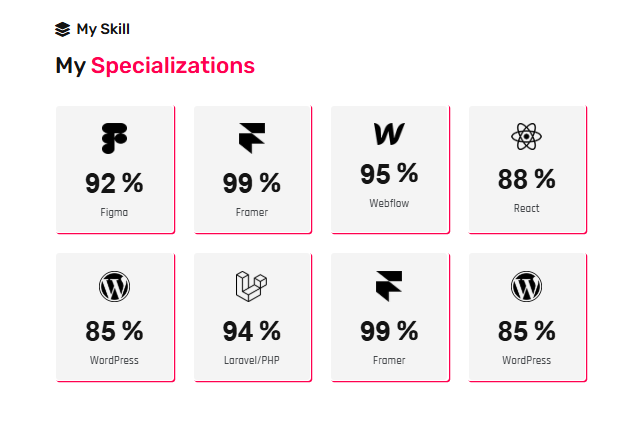 My Skill
My Specializations
92 %
Figma
99 %
Framer
95 %
Webflow
88 %
React
85 %
WordPress
94 %
Laravel/PHP
99 %
Framer
85 %
WordPress